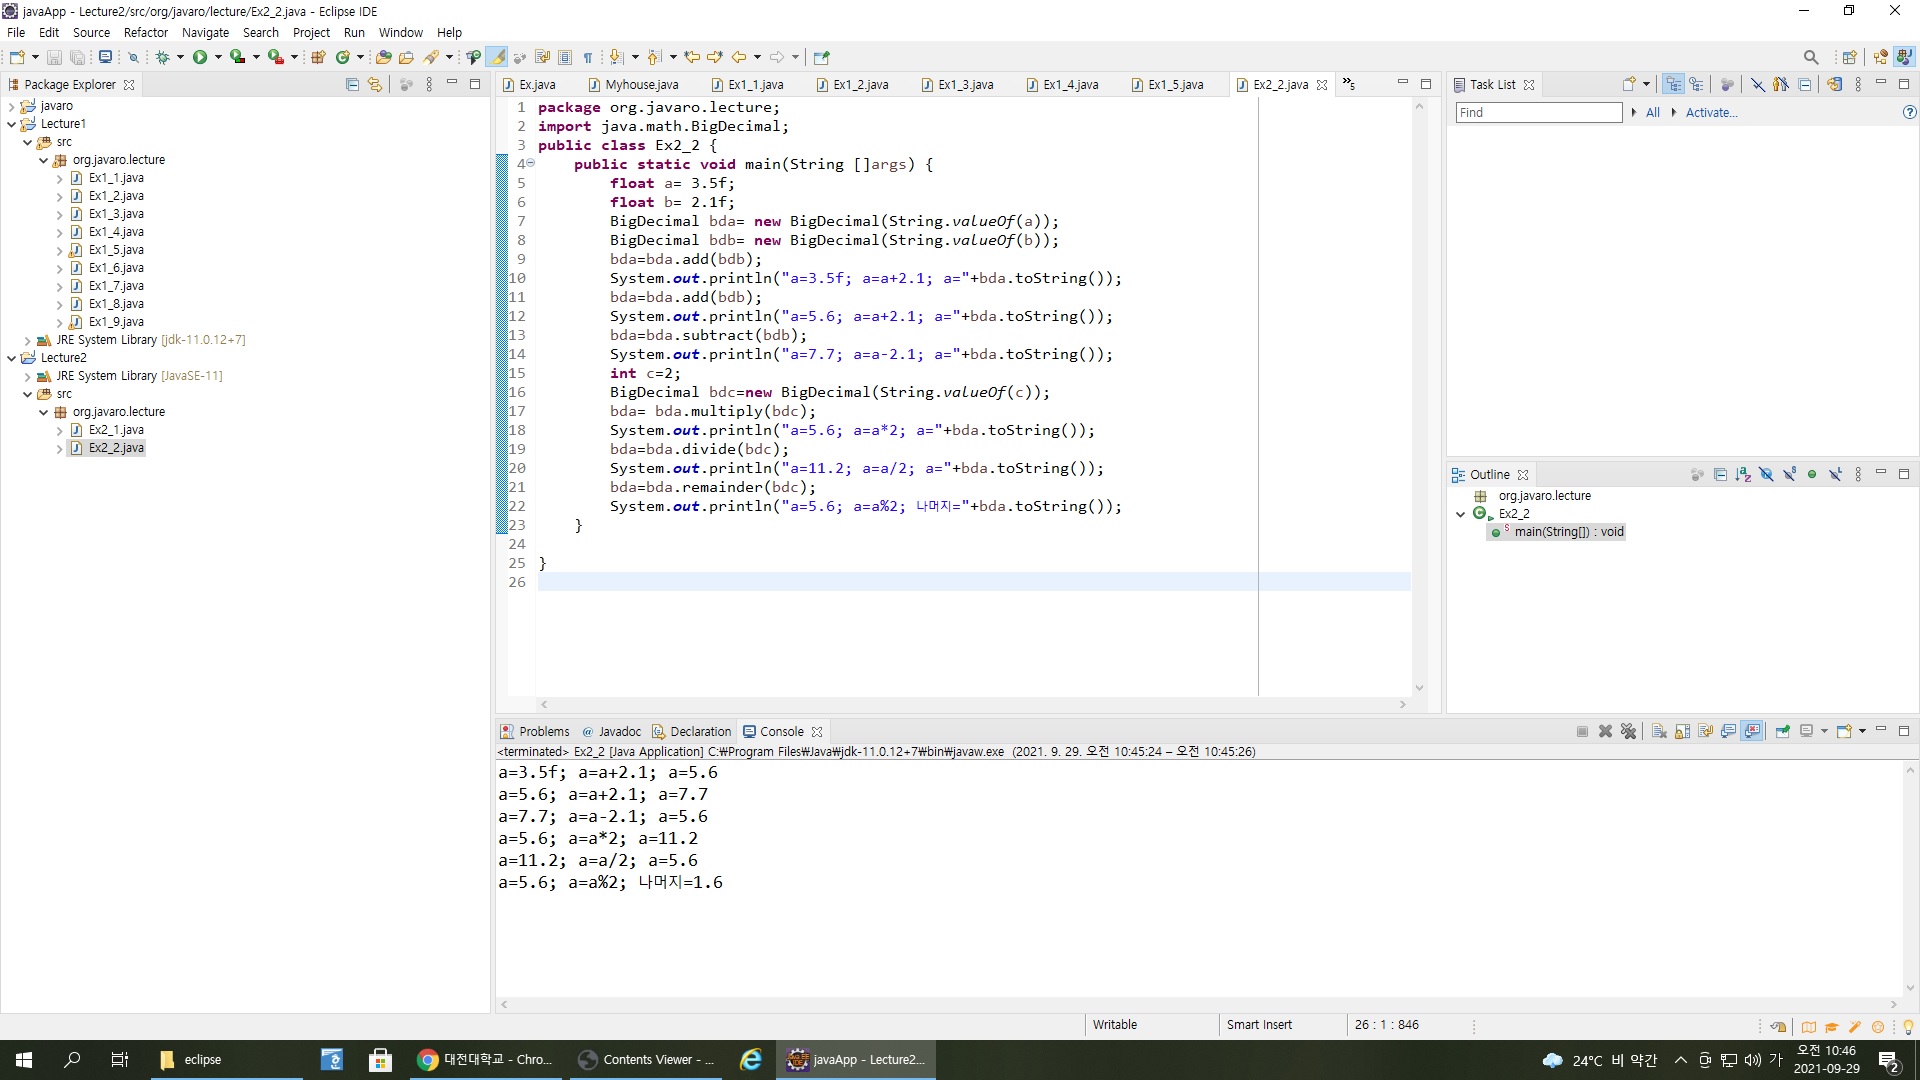 javaApp - Lecture2/src/org/javaro/lecture/Ex2_2.java - Eclipse IDE
File Edit Source Refactor Navigate Search Project Run Window Help
Package Explorer
javaro
Lecture1
src
org.javaro.lecture
Ex1_1.java
Ex1_2.java
Ex1_3.java
Ex1_4.java
Ex1_5.java
Ex1_6.java
Ex1_7.java
Ex1_8.java
Ex1_9.java
JRE System Library [jdk-11.0.12+7]
Lecture2
JRE System Library [JavaSE-11]
src
org.javaro.lecture
Ex2_1.java
Ex2_2.java
Ex.java Myhouse.java Ex1_1.java Ex1_2.java Ex1_3.java Ex1_4.java Ex1_5.java Ex2_2.java »5
1 package org.javaro.lecture;
2 import java.math.BigDecimal;
3 public class Ex2_2 {
4 public static void main(String []args) {
5 float a= 3.5f;
6 float b= 2.1f;
7 BigDecimal bda= new BigDecimal(String.valueOf(a));
8 BigDecimal bdb= new BigDecimal(String.valueOf(b));
9 bda=bda.add(bdb);
10 System.out.println("a=3.5f; a=a+2.1; a="+bda.toString());
11 bda=bda.add(bdb);
12 System.out.println("a=5.6; a=a+2.1; a="+bda.toString());
13 bda=bda.subtract(bdb);
14 System.out.println("a=7.7; a=a-2.1; a="+bda.toString());
15 int c=2;
16 BigDecimal bdc=new BigDecimal(String.valueOf(c));
17 bda= bda.multiply(bdc);
18 System.out.println("a=5.6; a=a*2; a="+bda.toString());
19 bda=bda.divide(bdc);
20 System.out.println("a=11.2; a=a/2; a="+bda.toString());
21 bda=bda.remainder(bdc);
22 System.out.println("a=5.6; a=a%2; 나머지="+bda.toString());
23 }
24
25 }
26
Task List
Find All Activate...
Outline
org.javaro.lecture
Ex2_2
main(String[]) : void
Problems @ Javadoc Declaration Console
<terminated> Ex2_2 [Java Application] C:₩Program Files₩Java₩jdk-11.0.12+7₩bin₩javaw.exe (2021. 9. 29. 오전 10:45:24 – 오전 10:45:26)
a=3.5f; a=a+2.1; a=5.6
a=5.6; a=a+2.1; a=7.7
a=7.7; a=a-2.1; a=5.6
a=5.6; a=a*2; a=11.2
a=11.2; a=a/2; a=5.6
a=5.6; a=a%2; 나머지=1.6
Writable Smart Insert 26 : 1 : 846
eclipse
대전대학교 - Chro...
Contents Viewer - ...
javaApp - Lecture2...
24℃ 비 약간
가
오전 10:46
2021-09-29
2